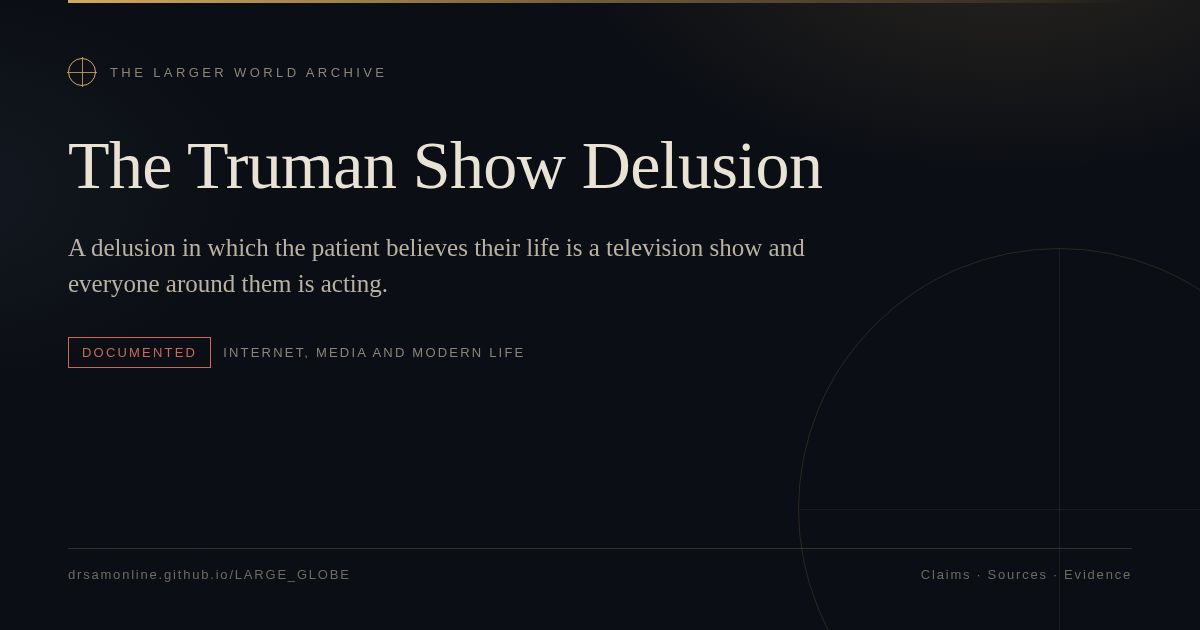 THE LARGER WORLD ARCHIVE
The Truman Show Delusion
A delusion in which the patient believes their life is a television show and
everyone around them is acting.
DOCUMENTED INTERNET, MEDIA AND MODERN LIFE
drsamonline.github.io/LARGE_GLOBE Claims · Sources · Evidence